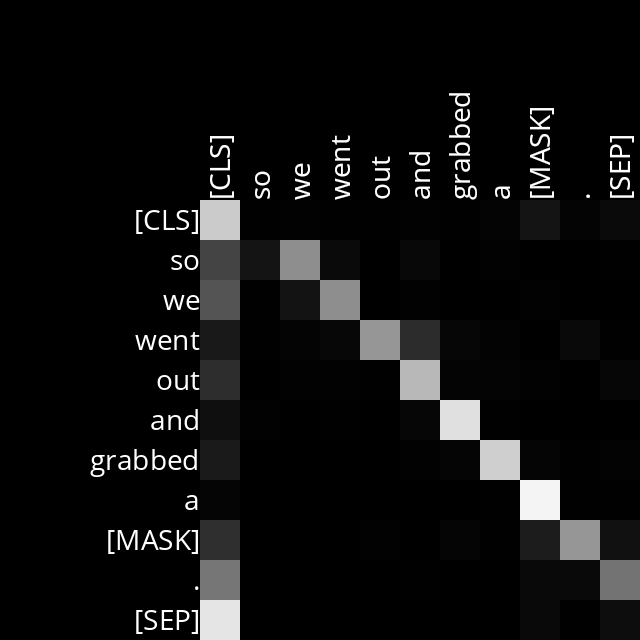 [CLS] so we went out and grabbed a [MASK] . [SEP]
[CLS]
so
we
went
out
and
grabbed
a
[MASK]
.
[SEP]